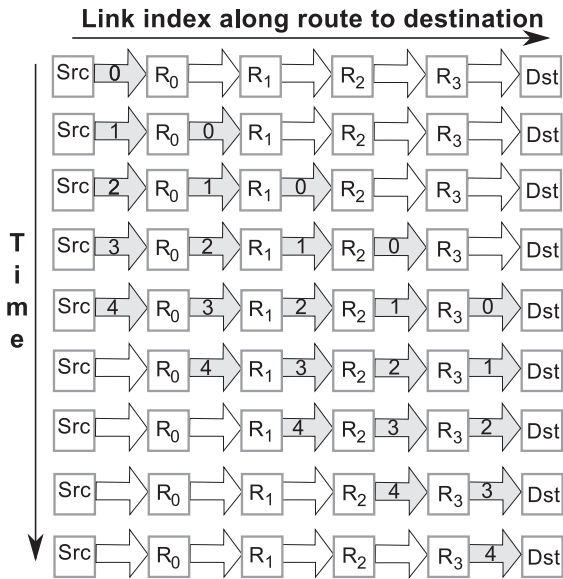 Link index along route to destination
Time
Src 0 R0 R1 R2 R3 Dst
Src 1 R0 0 R1 R2 R3 Dst
Src 2 R0 1 R1 0 R2 R3 Dst
Src 3 R0 2 R1 1 R2 0 R3 Dst
Src 4 R0 3 R1 2 R2 1 R3 0 Dst
Src R0 4 R1 3 R2 2 R3 1 Dst
Src R0 R1 4 R2 3 R3 2 Dst
Src R0 R1 R2 4 R3 3 Dst
Src R0 R1 R2 R3 4 Dst